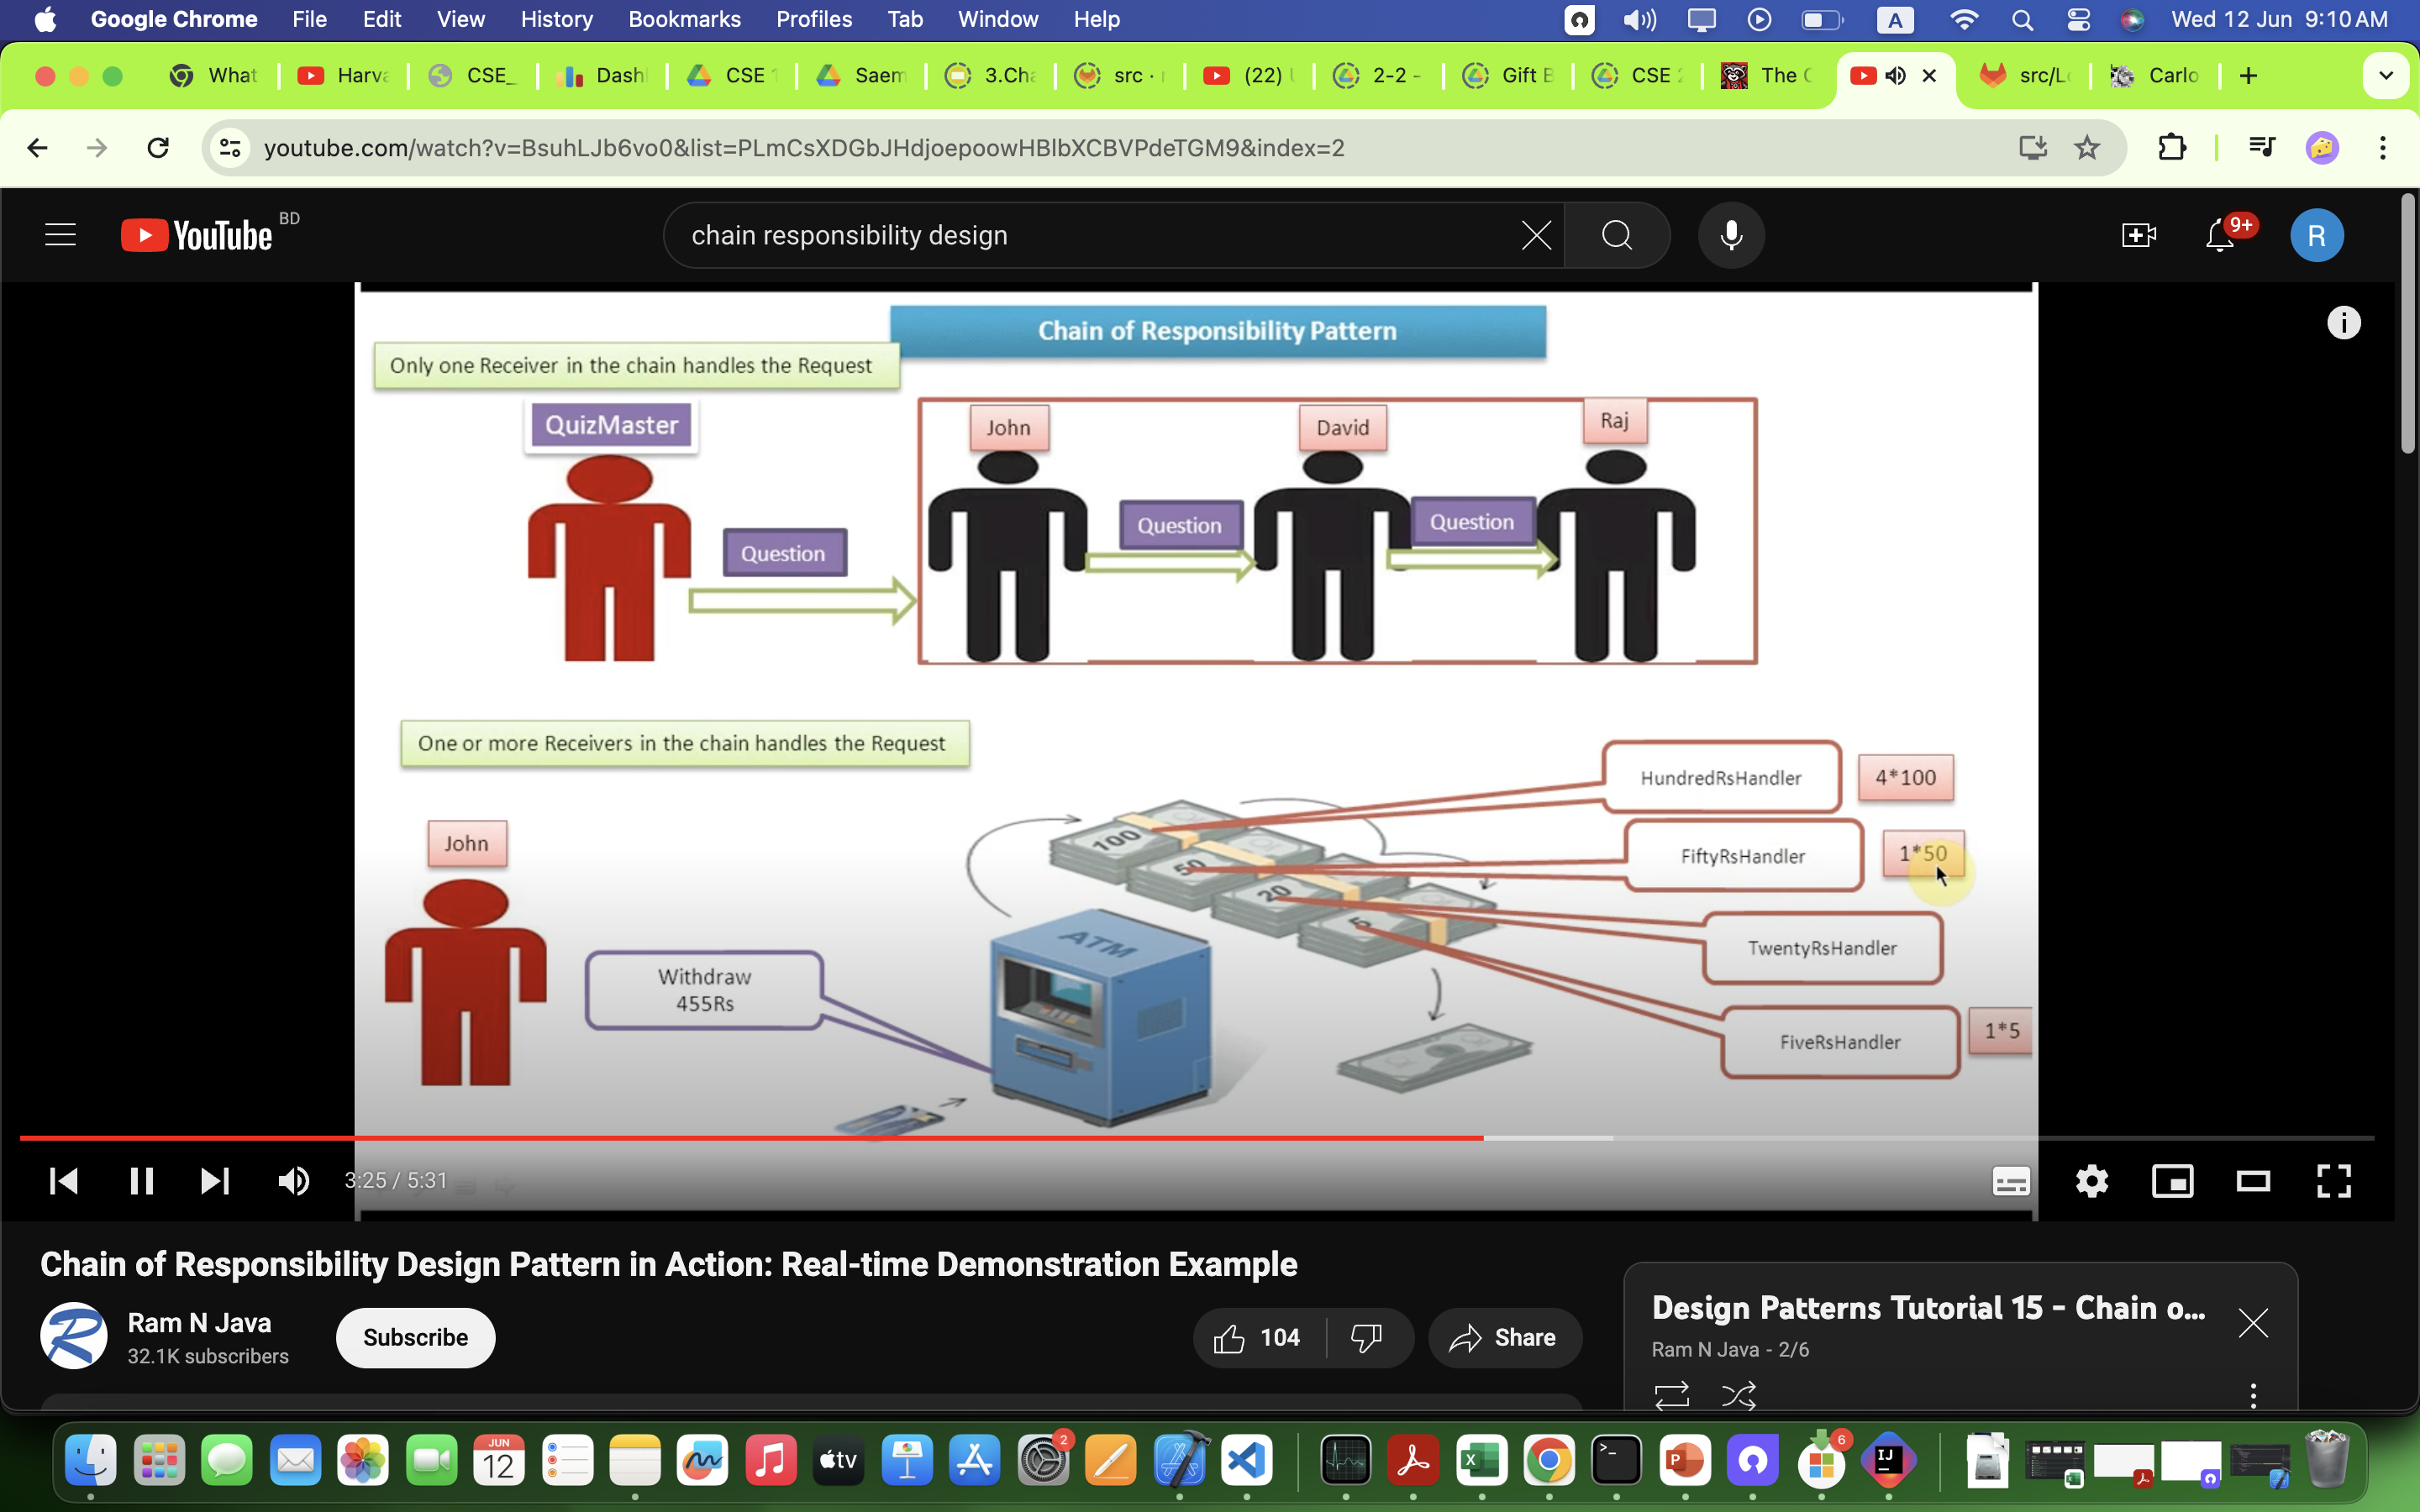 Google Chrome File Edit View History Bookmarks Profiles Tab Window Help A Wed 12 Jun 9:10 AM
What Harva CSE_ Dash CSE Saem 3.Cha src · (22) 2-2 - Gift B CSE 2 The C src/L Carlo
youtube.com/watch?v=BsuhLJb6vo0&list=PLmCsXDGbJHdjoepoowHBlbXCBVPdeTGM9&index=2
YouTube BD
chain responsibility design
9+
R
Chain of Responsibility Pattern
Only one Receiver in the chain handles the Request
QuizMaster
John
David
Raj
Question
Question
Question
One or more Receivers in the chain handles the Request
HundredRsHandler
4*100
FiftyRsHandler
1*50
TwentyRsHandler
FiveRsHandler
1*5
John
Withdraw
455Rs
100
50
20
5
ATM
3:25 / 5:31
Chain of Responsibility Design Pattern in Action: Real-time Demonstration Example
Ram N Java
32.1K subscribers
Subscribe
104
Share
Design Patterns Tutorial 15 - Chain o...
Ram N Java - 2/6
JUN
12
tv
2
X
>_
P
6
IJ